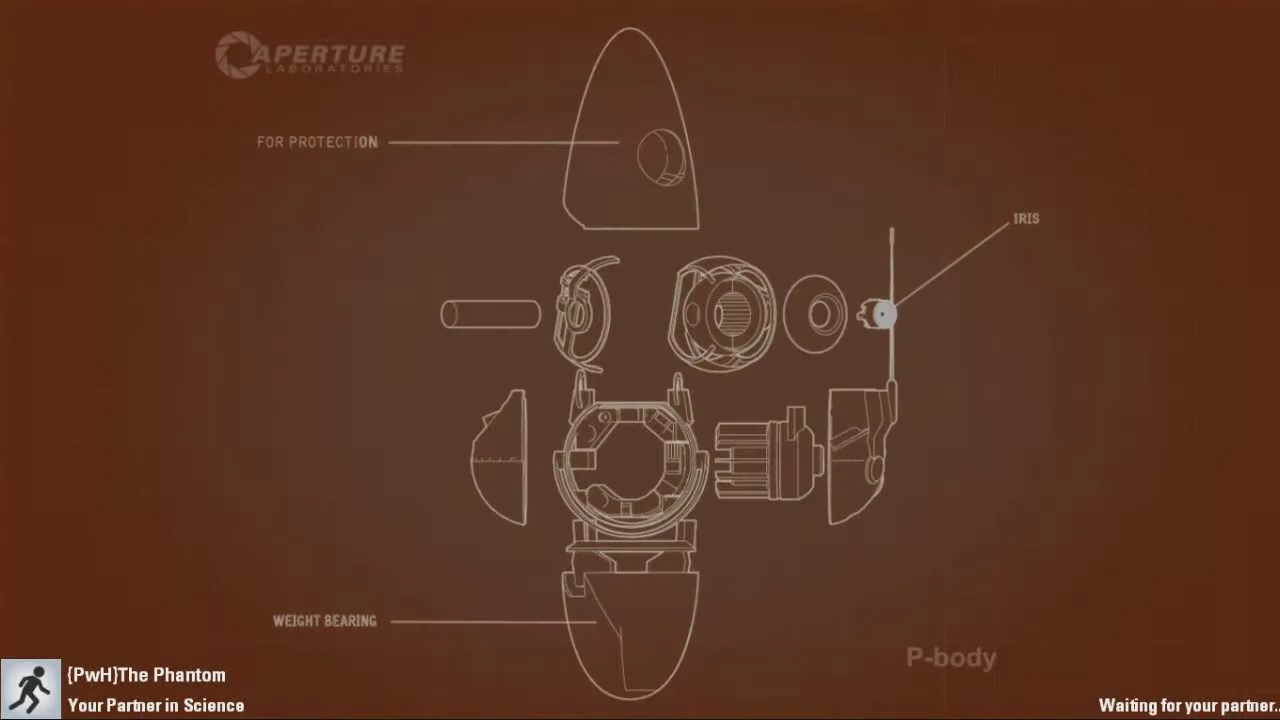 APERTURE
LABORATORIES
FOR PROTECTION
IRIS
WEIGHT BEARING
P-body
{PwH}The Phantom
Your Partner in Science
Waiting for your partner..